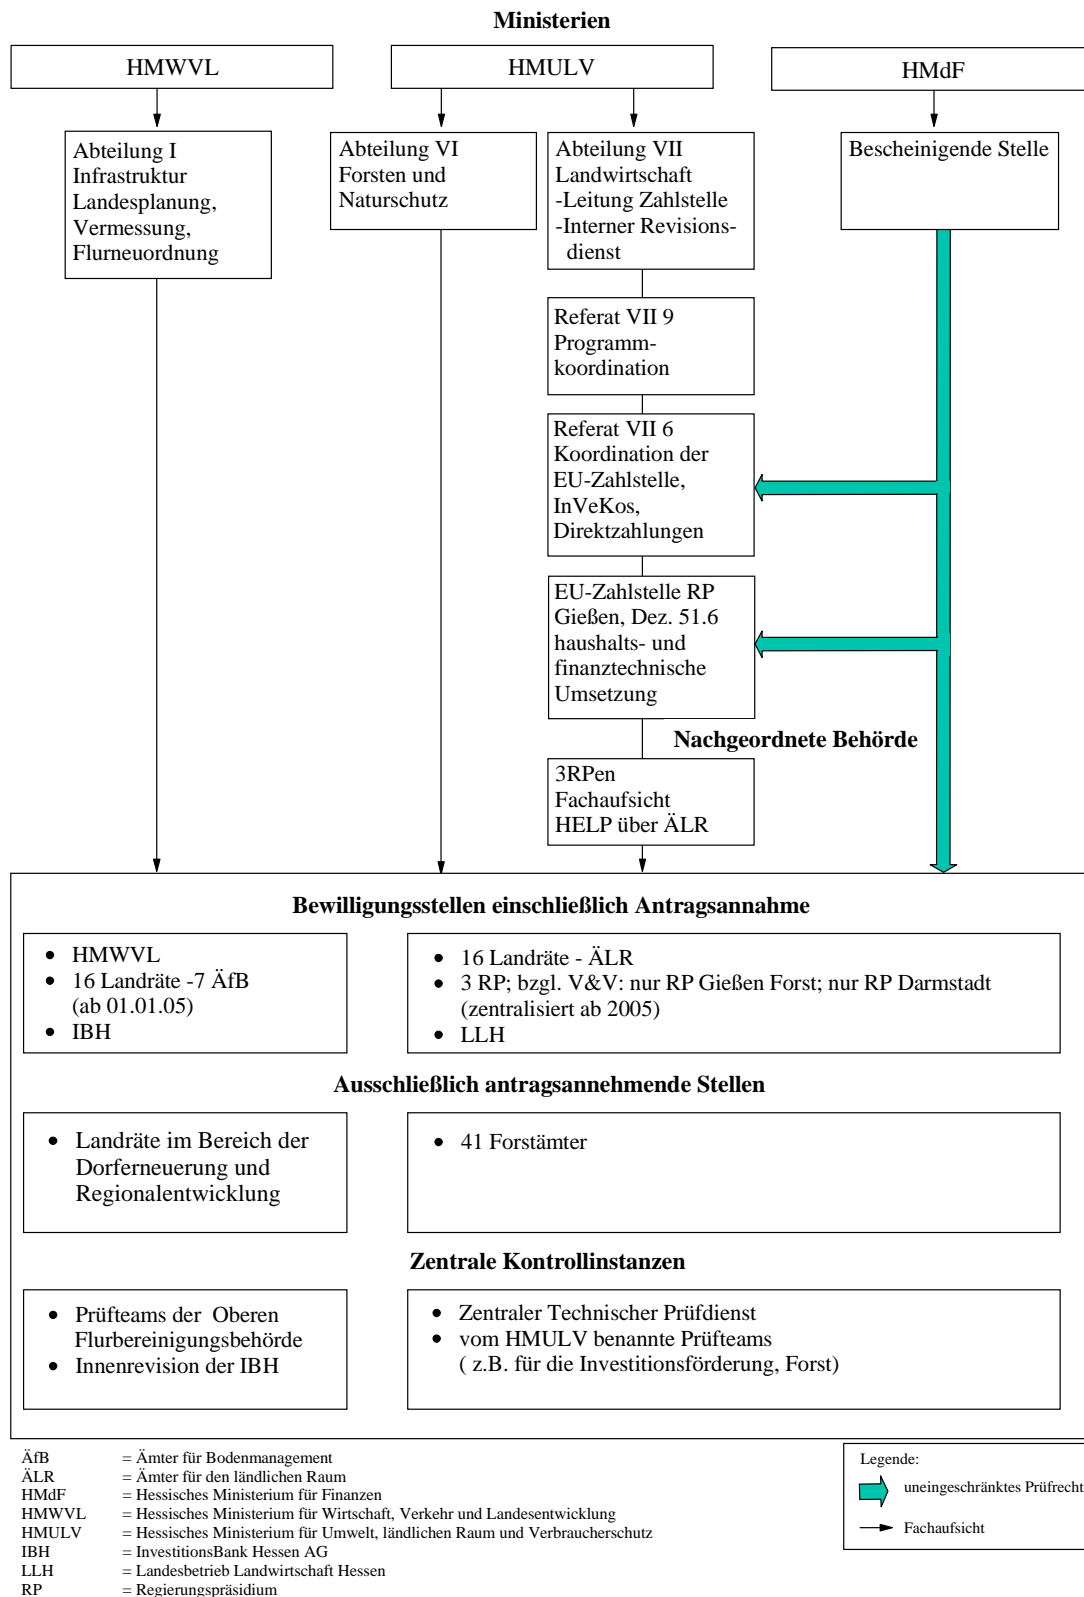 Ministerien
HMWVL
HMULV
HMdF
Abteilung I
Infrastruktur
Landesplanung,
Vermessung,
Flurneuordnung
Abteilung VI
Forsten und
Naturschutz
Abteilung VII
Landwirtschaft
-Leitung Zahlstelle
-Interner Revisions-
dienst
Bescheinigende Stelle
Referat VII 9
Programm-
koordination
Referat VII 6
Koordination der
EU-Zahlstelle,
InVeKos,
Direktzahlungen
EU-Zahlstelle RP
Gießen, Dez. 51.6
haushalts- und
finanztechnische
Umsetzung
Nachgeordnete Behörde
3RPen
Fachaufsicht
HELP über ÄLR
Bewilligungsstellen einschließlich Antragsannahme
• HMWVL
• 16 Landräte -7 ÄfB
(ab 01.01.05)
• IBH
• 16 Landräte - ÄLR
• 3 RP; bzgl. V&V: nur RP Gießen Forst; nur RP Darmstadt
(zentralisiert ab 2005)
• LLH
Ausschließlich antragsannehmende Stellen
• Landräte im Bereich der
Dorferneuerung und
Regionalentwicklung
• 41 Forstämter
Zentrale Kontrollinstanzen
• Prüfteams der Oberen
Flurbereinigungsbehörde
• Innenrevision der IBH
• Zentraler Technischer Prüfdienst
• vom HMULV benannte Prüfteams
( z.B. für die Investitionsförderung, Forst)
ÄfB = Ämter für Bodenmanagement
ÄLR = Ämter für den ländlichen Raum
HMdF = Hessisches Ministerium für Finanzen
HMWVL = Hessisches Ministerium für Wirtschaft, Verkehr und Landesentwicklung
HMULV = Hessisches Ministerium für Umwelt, ländlichen Raum und Verbraucherschutz
IBH = InvestitionsBank Hessen AG
LLH = Landesbetrieb Landwirtschaft Hessen
RP = Regierungspräsidium
Legende:
uneingeschränktes Prüfrecht
Fachaufsicht